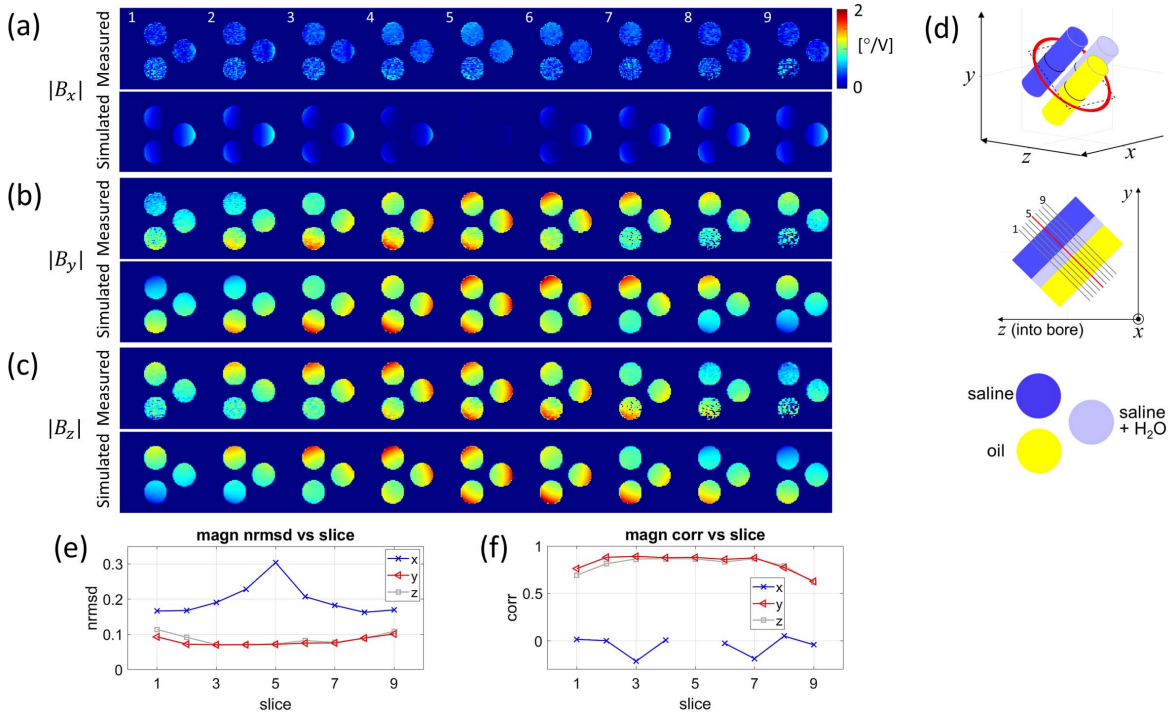 (a)
Measured
1 2 3 4 5 6 7 8 9
2
[°/V]
0
|Bx|
Simulated
(b)
Measured
|By|
Simulated
(c)
Measured
|Bz|
Simulated
(d)
y
z
x
y
9
5
1
z (into bore)
x
saline
saline
+ H₂O
oil
(e)
magn nrmsd vs slice
nrmsd
0.3
0.2
0.1
0
x
y
z
1 3 5 7 9
slice
(f)
magn corr vs slice
corr
1
0.5
0
x
y
z
1 3 5 7 9
slice